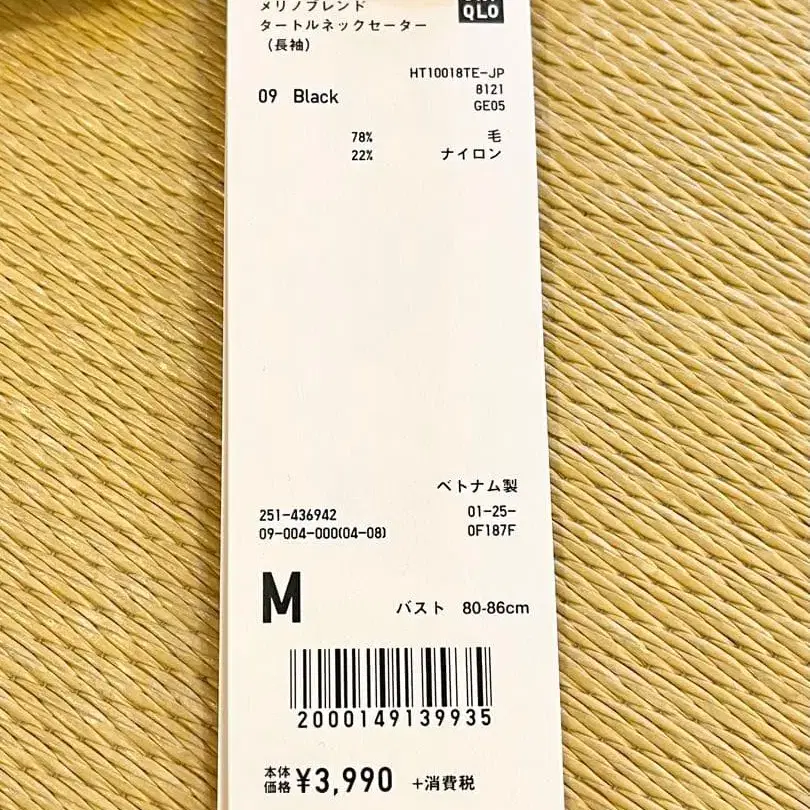 メリノブレンド
タートルネックセーター
（長袖）
QLO
HT10018TE-JP
8121
GE05
09 Black
78% 毛
22% ナイロン
ベトナム製
251-436942 01-25-
09-004-000(04-08) 0F187F
M バスト 80-86cm
2000149139935
本体価格 ¥3,990 +消費税